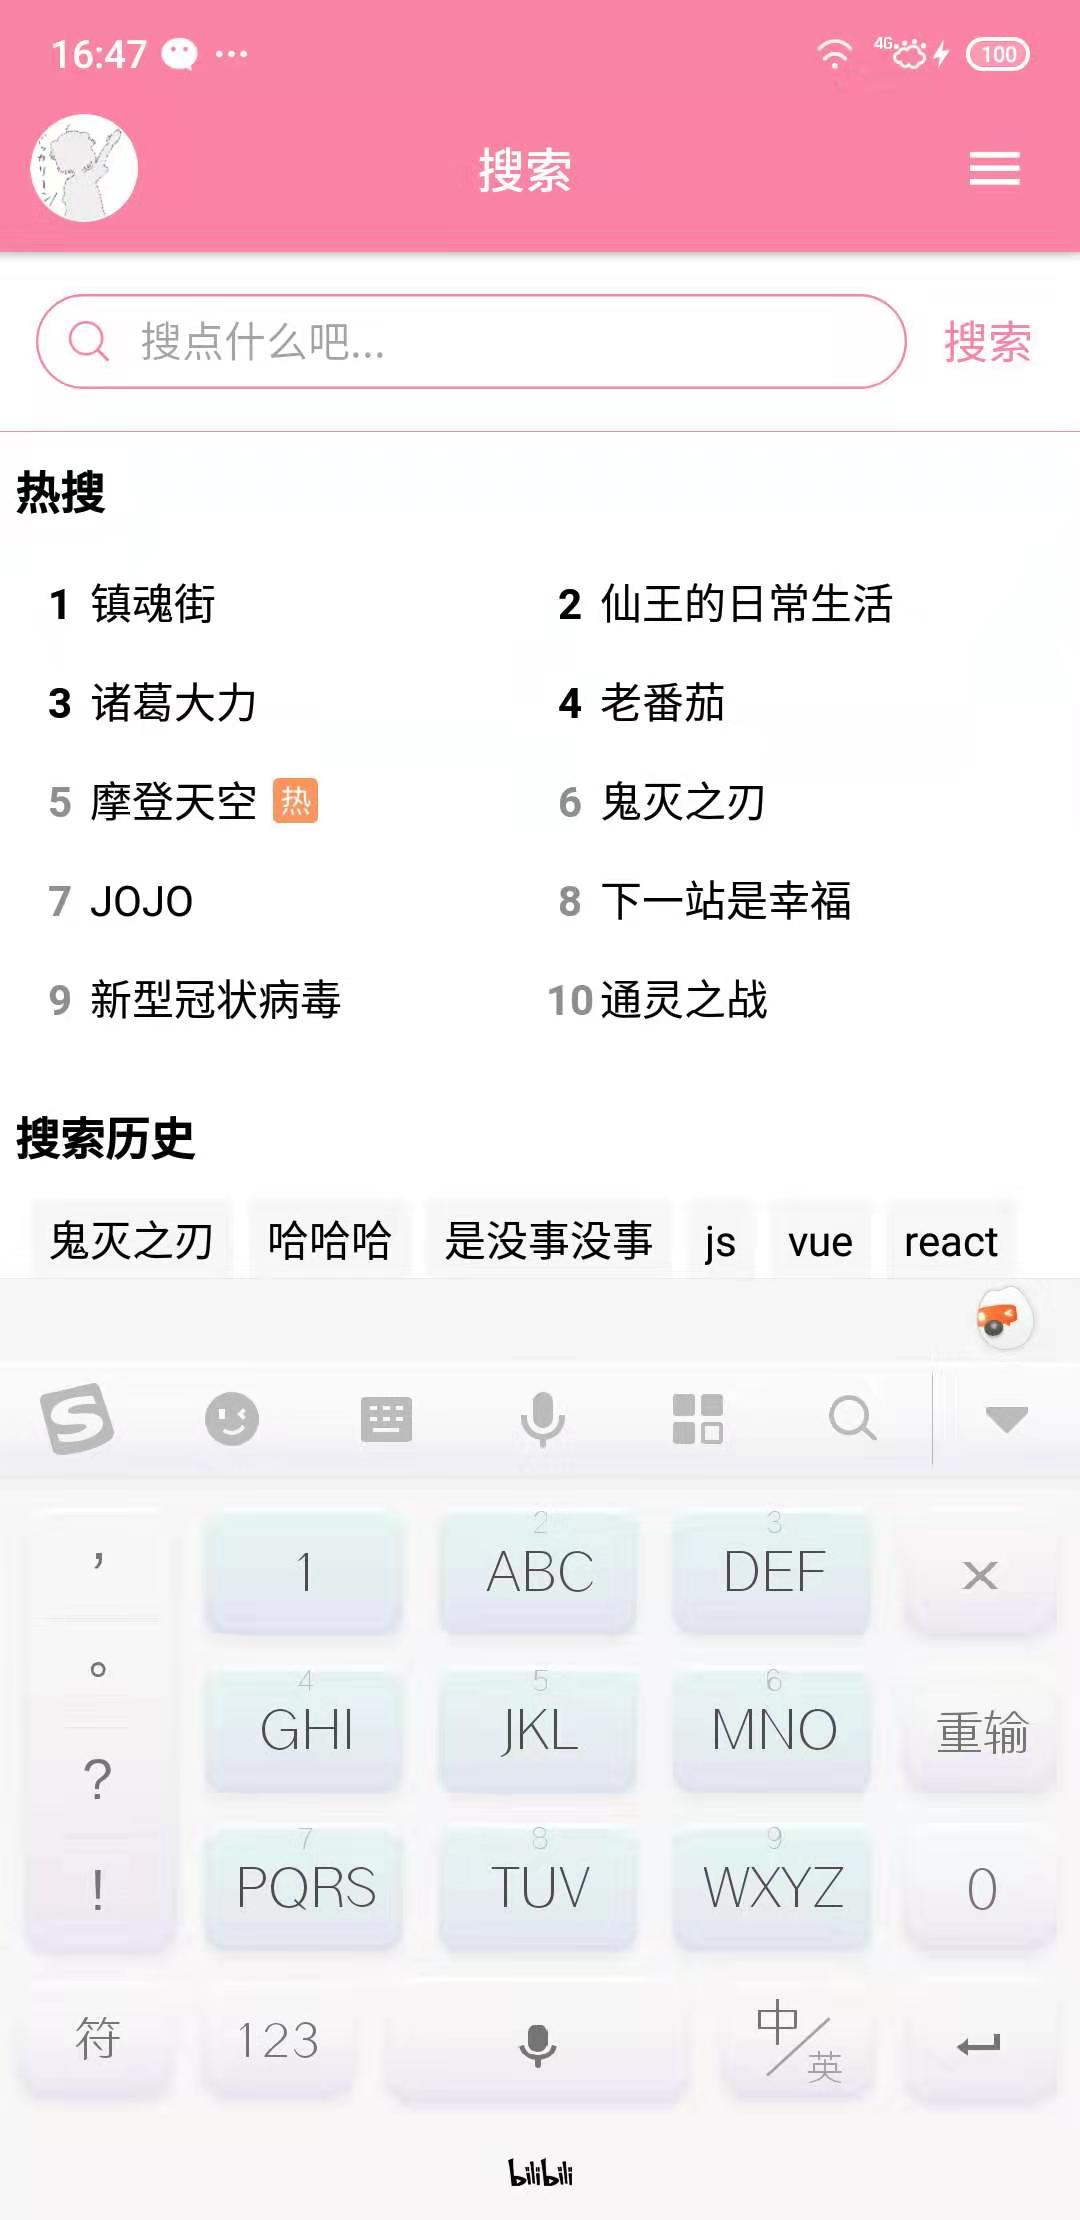 16:47 ··· 4G 100
搜索
搜点什么吧... 搜索
热搜
1 镇魂街 2 仙王的日常生活
3 诸葛大力 4 老番茄
5 摩登天空 热 6 鬼灭之刃
7 JOJO 8 下一站是幸福
9 新型冠状病毒 10 通灵之战
搜索历史
鬼灭之刃 哈哈哈 是没事没事 js vue react
S
, 1 2 ABC 3 DEF
。 4 GHI 5 JKL 6 MNO 重输
? 7 PQRS 8 TUV 9 WXYZ 0
!
符 123 中/英
bilibili